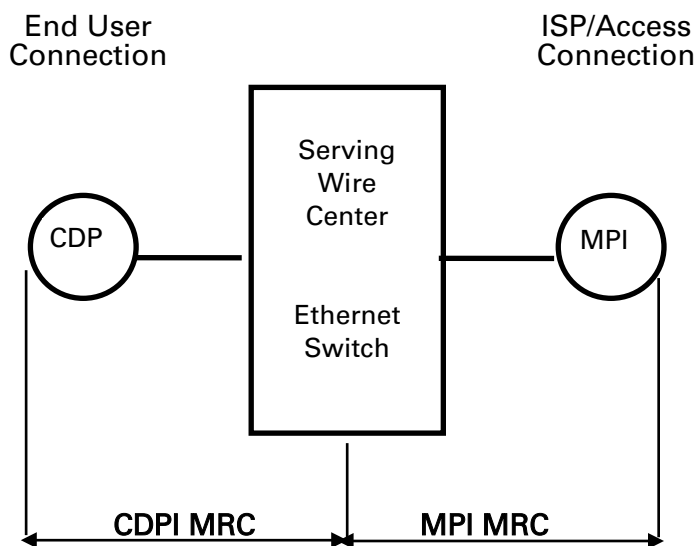 End User
Connection
ISP/Access
Connection
Serving
Wire
Center
CDP
MPI
Ethernet
Switch
CDPI MRC
MPI MRC